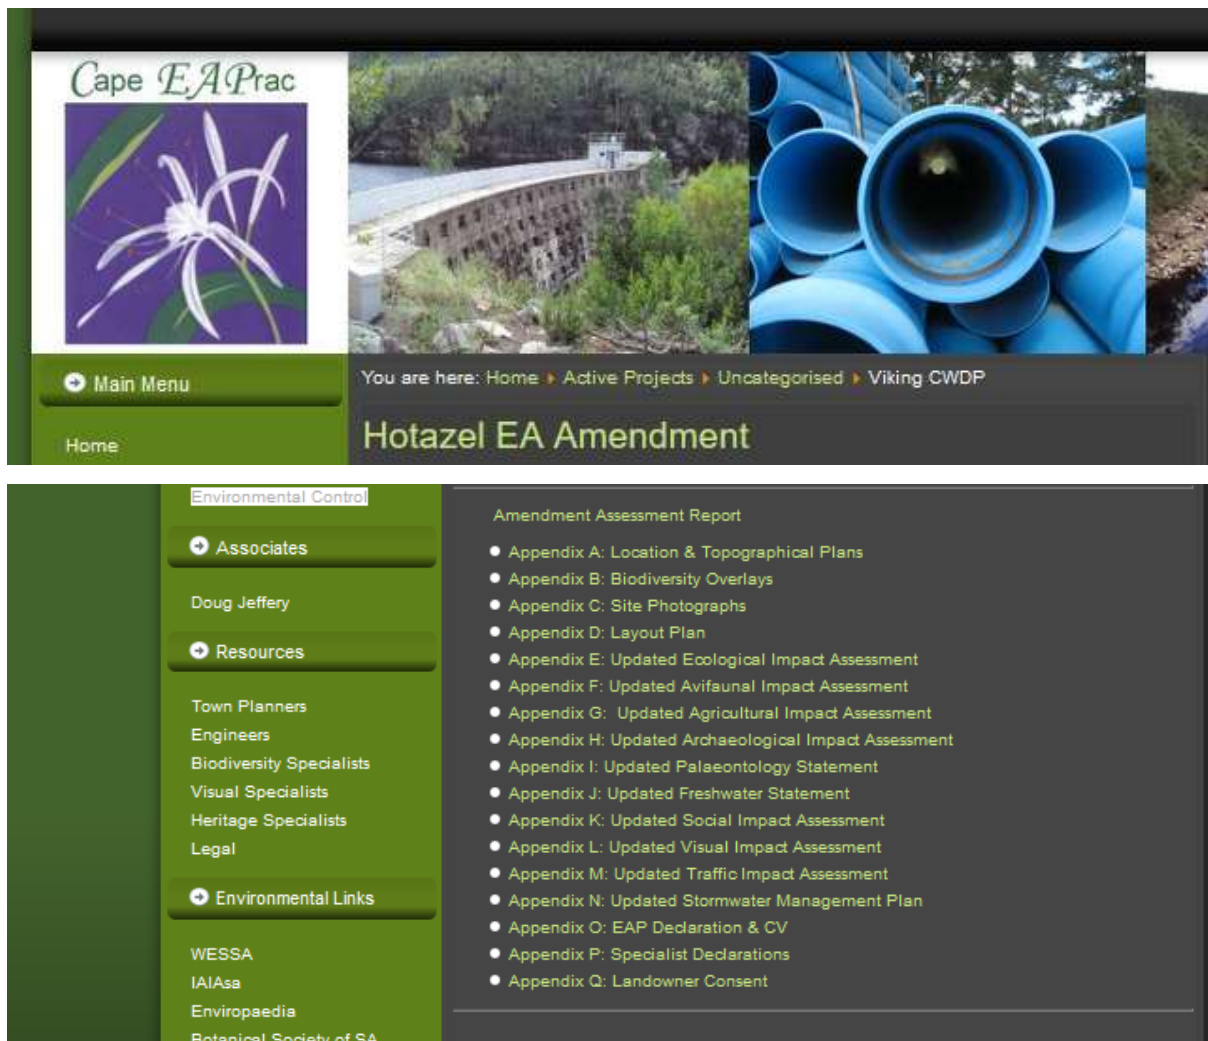 Cape EAPrac
Main Menu
Home
You are here: Home Active Projects Uncategorised Viking CWDP
Hotazel EA Amendment
Environmental Control
Associates
Doug Jeffery
Resources
Town Planners
Engineers
Biodiversity Specialists
Visual Specialists
Heritage Specialists
Legal
Environmental Links
WESSA
IAIAsa
Enviropaedia
Botanical Society of SA
Amendment Assessment Report
Appendix A: Location & Topographical Plans
Appendix B: Biodiversity Overlays
Appendix C: Site Photographs
Appendix D: Layout Plan
Appendix E: Updated Ecological Impact Assessment
Appendix F: Updated Avifaunal Impact Assessment
Appendix G: Updated Agricultural Impact Assessment
Appendix H: Updated Archaeological Impact Assessment
Appendix I: Updated Palaeontology Statement
Appendix J: Updated Freshwater Statement
Appendix K: Updated Social Impact Assessment
Appendix L: Updated Visual Impact Assessment
Appendix M: Updated Traffic Impact Assessment
Appendix N: Updated Stormwater Management Plan
Appendix O: EAP Declaration & CV
Appendix P: Specialist Declarations
Appendix Q: Landowner Consent